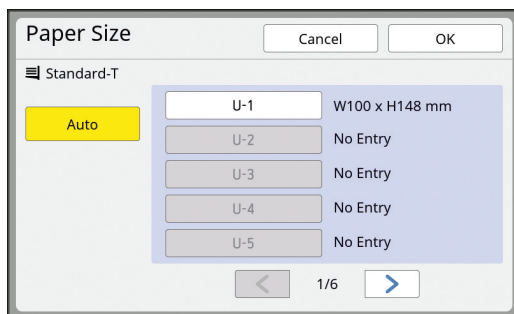 Paper Size
Cancel
OK
Standard-T
Auto
U-1 W100 x H148 mm
U-2 No Entry
U-3 No Entry
U-4 No Entry
U-5 No Entry
< 1/6 >